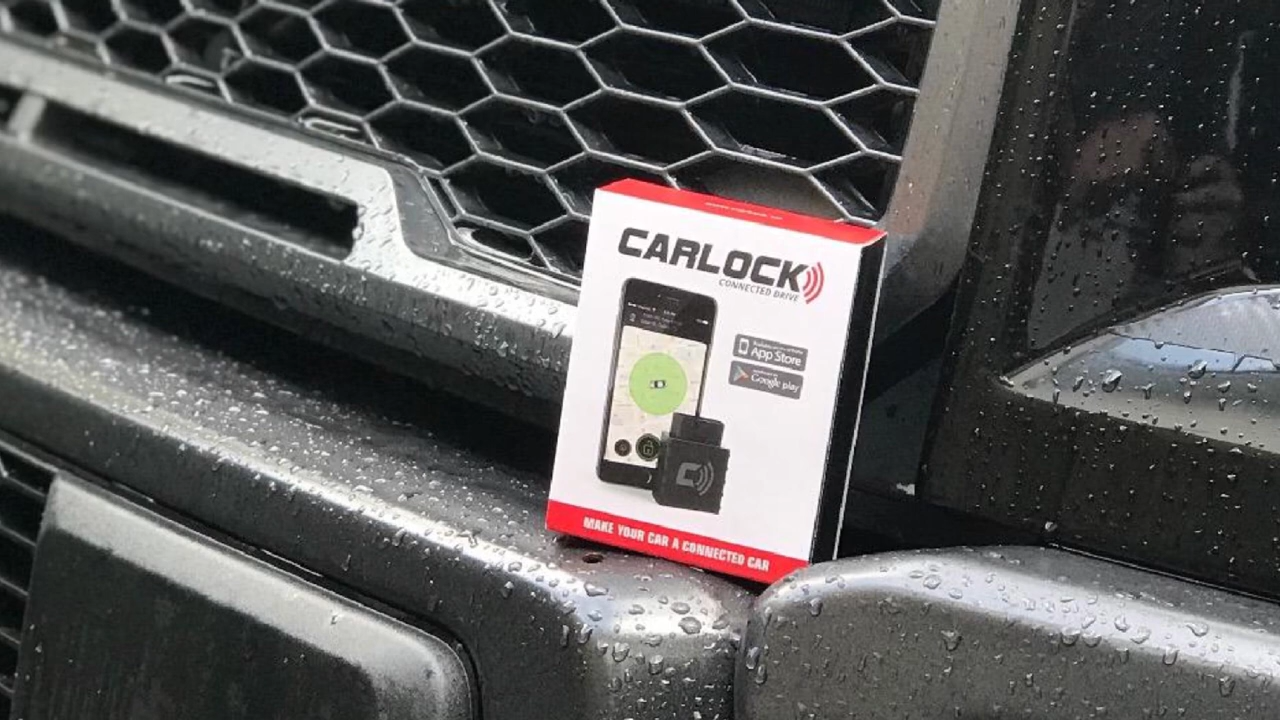 CARLOCK
CONNECTED DRIVE
App Store
Google play
MAKE YOUR CAR A CONNECTED CAR